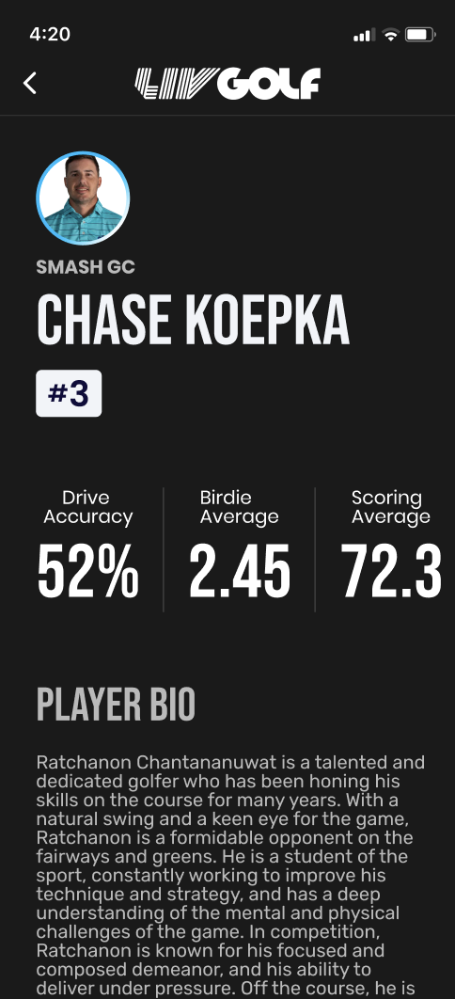 4:20
LIV GOLF
SMASH GC
CHASE KOEPKA
#3
Drive Accuracy
52%
Birdie Average
2.45
Scoring Average
72.3
PLAYER BIO
Ratchanon Chantananuwat is a talented and
dedicated golfer who has been honing his
skills on the course for many years. With a
natural swing and a keen eye for the game,
Ratchanon is a formidable opponent on the
fairways and greens. He is a student of the
sport, constantly working to improve his
technique and strategy, and has a deep
understanding of the mental and physical
challenges of the game. In competition,
Ratchanon is known for his focused and
composed demeanor, and his ability to
deliver under pressure. Off the course, he is